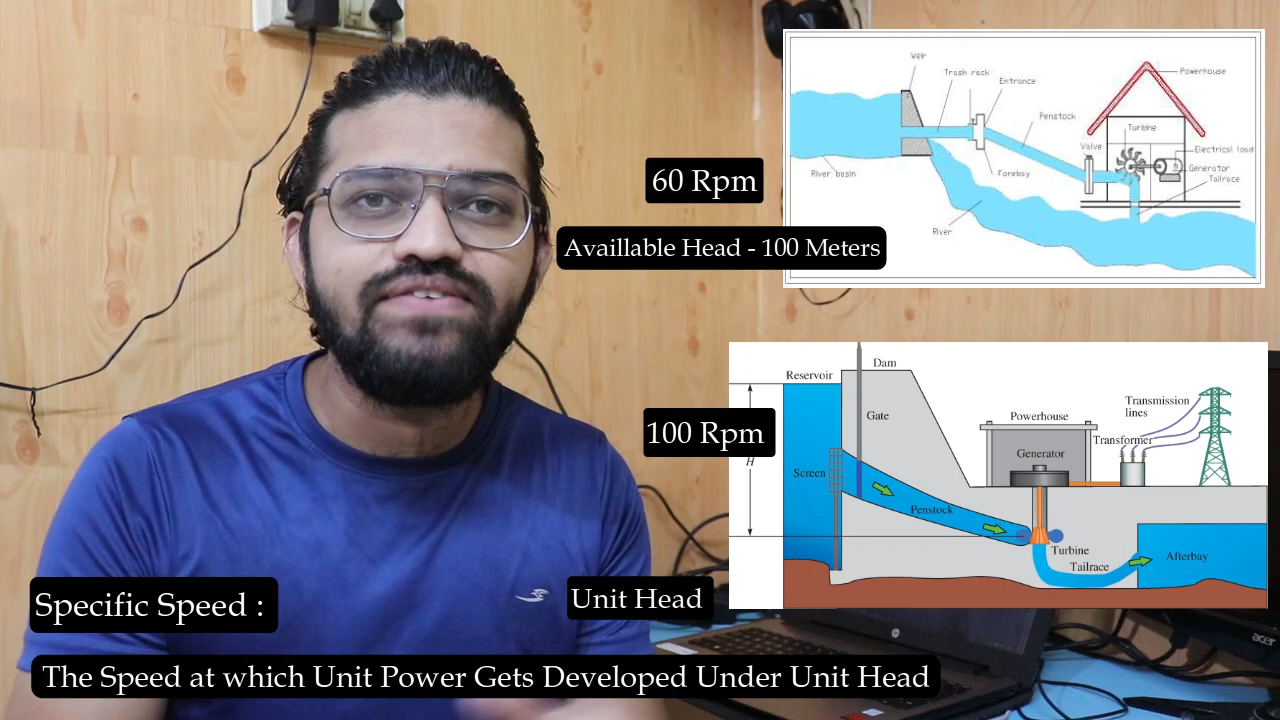 Weir
Trash rack
Entrance
Powerhouse
Penstock
Turbine
Valve
Electrical load
Generator
Tailrace
River basin
Forebay
River
60 Rpm
Availlable Head - 100 Meters
Reservoir
Dam
Gate
100 Rpm
H
Screen
Penstock
Powerhouse
Generator
Transmission
lines
Transformer
Turbine
Tailrace
Afterbay
Unit Head
Specific Speed :
The Speed at which Unit Power Gets Developed Under Unit Head
hp
acer